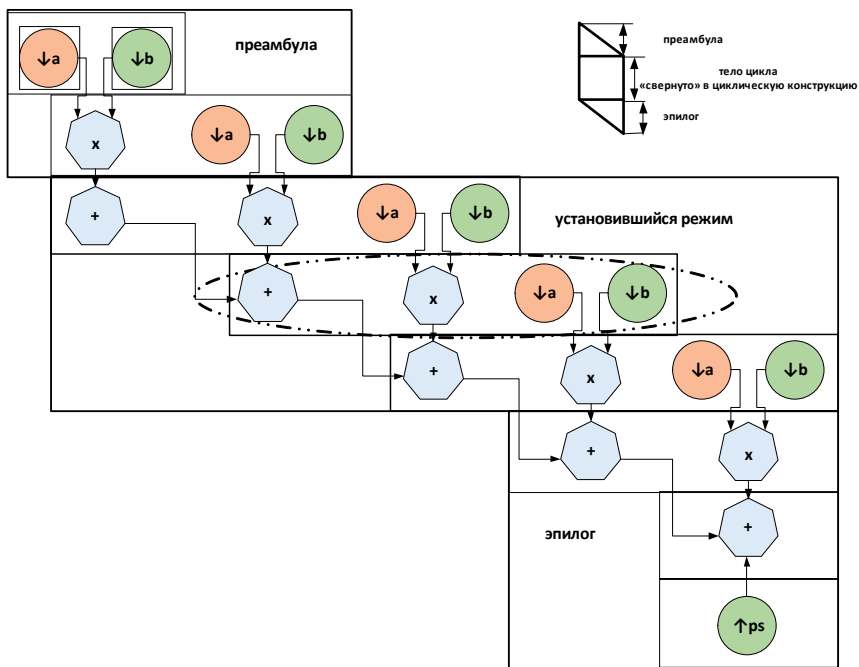 преамбула
↓a ↓b
преамбула
тело цикла
«свернуто» в циклическую конструкцию
эпилог
x ↓a ↓b
+ x ↓a ↓b
установившийся режим
+ x ↓a ↓b
+ x ↓a ↓b
+ x
эпилог
+
↑ps